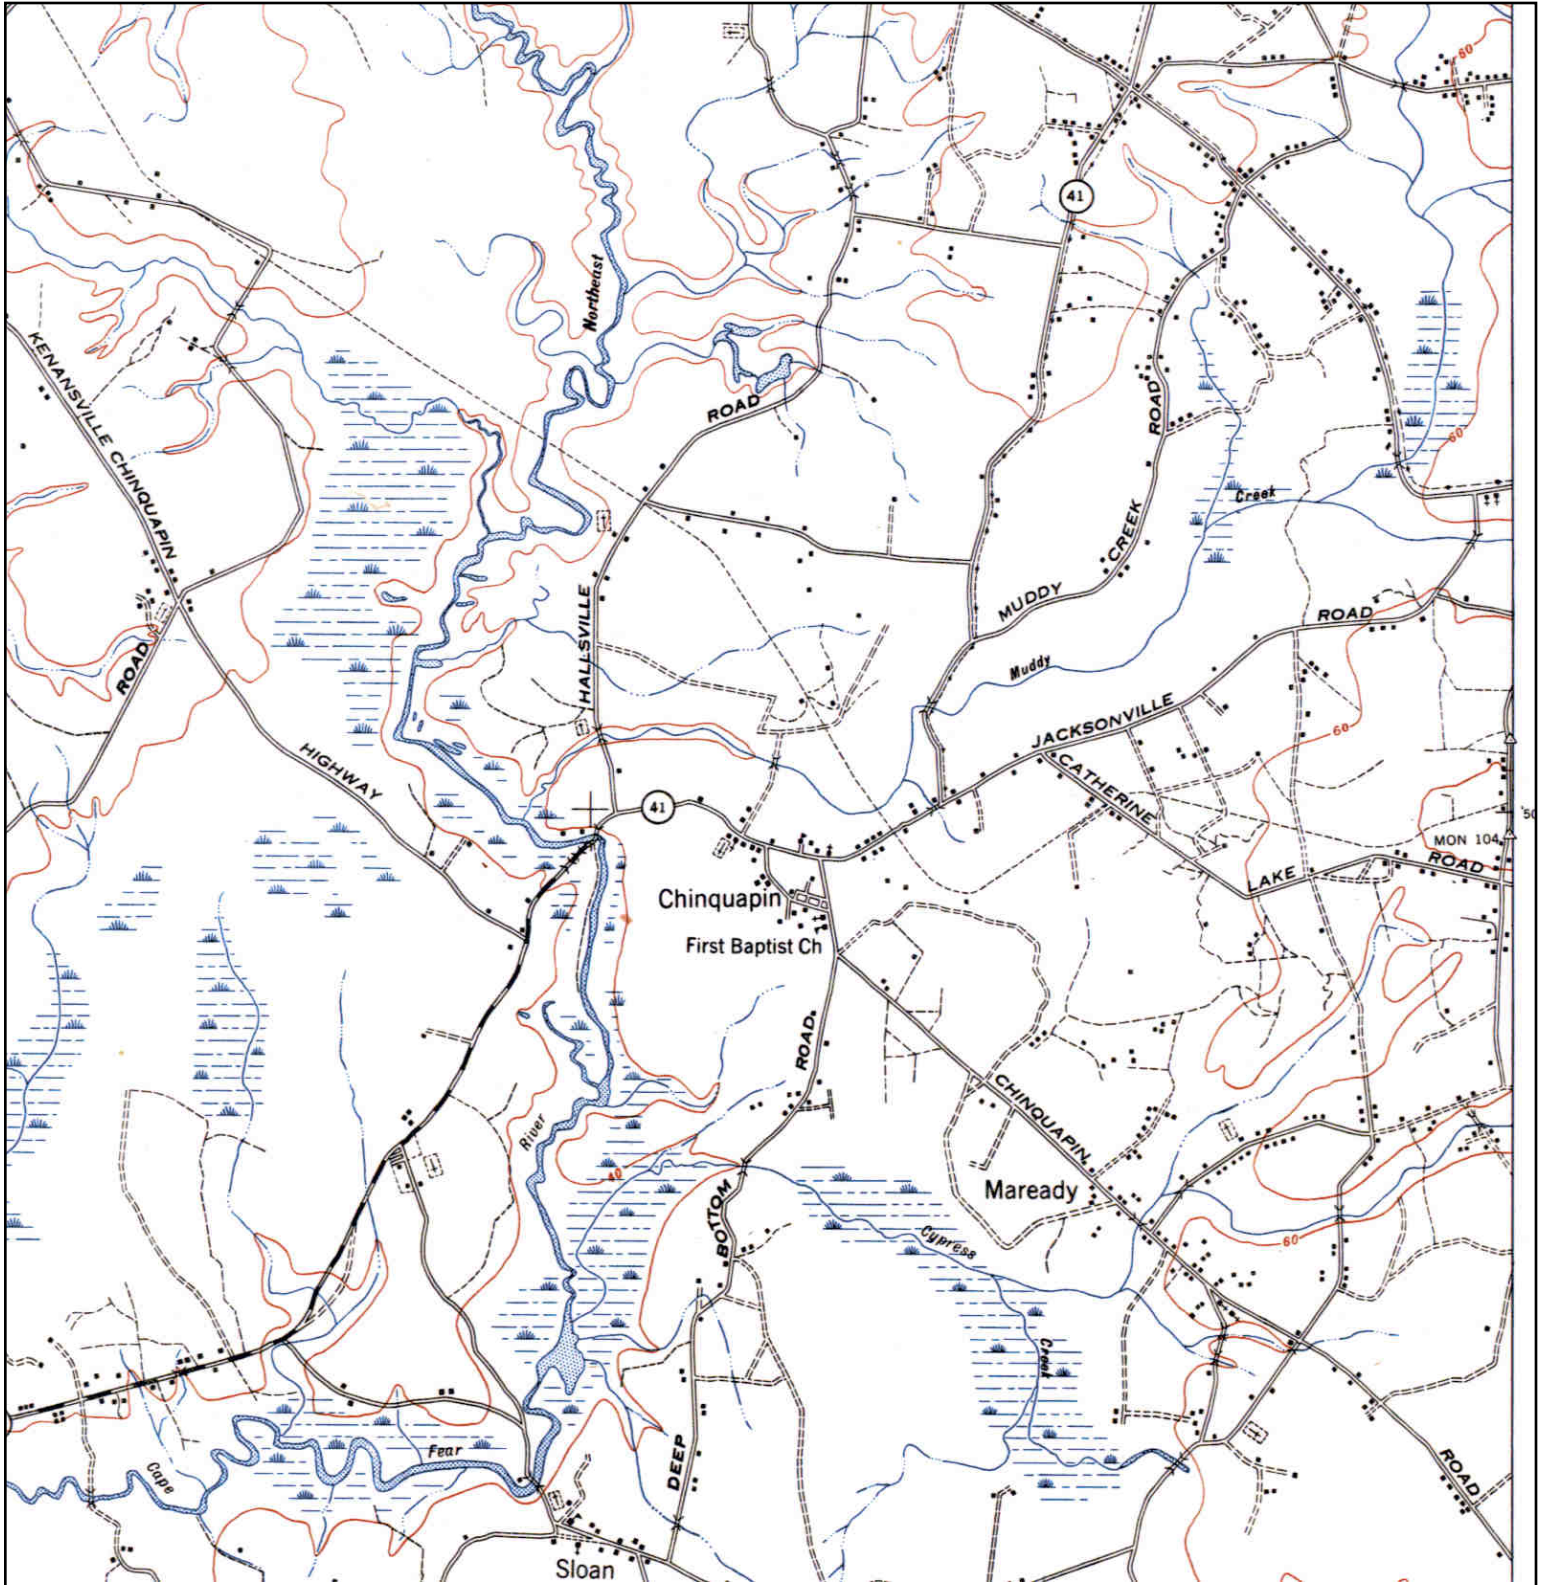 60
41
Northeast
KENANSVILLE CHINQUAPIN
ROAD
ROAD
60
Creek
CREEK
MUDDY
ROAD
HALLSVILLE
ROAD
Muddy
JACKSONVILLE
60
HIGHWAY
CATHERINE
41
MON 104
ROAD
LAKE
Chinquapin
First Baptist Ch
ROAD
CHINQUAPIN
River
40
Maready
BOTTOM
Cypress
60
Creek
Fear
Cape
DEEP
ROAD
Sloan